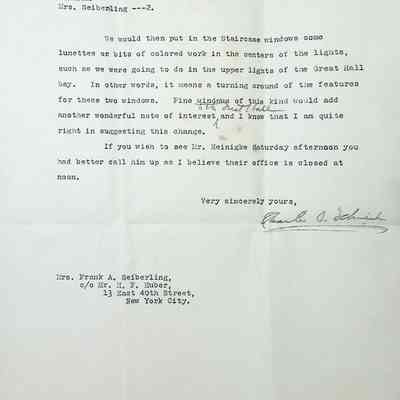 Mrs. Seiberling ---2.
We would then put in the Staircase windows some
lunettes or bits of colored work in the centers of the lights,
such as we were going to do in the upper lights of the Great Hall
bay. In other words, it means a turning around of the features
for these two windows. Fine windows of this kind would add
another wonderful note of interest and I know that I am quite
right in suggesting this change.
If you wish to see Mr. Heinigke Saturday afternoon you
had better call him up as I believe their office is closed at
noon.
Very sincerely yours,
Charles S. Schneider
Mrs. Frank A. Seiberling,
c/o Mr. H. F. Huber,
13 East 40th Street,
New York City.